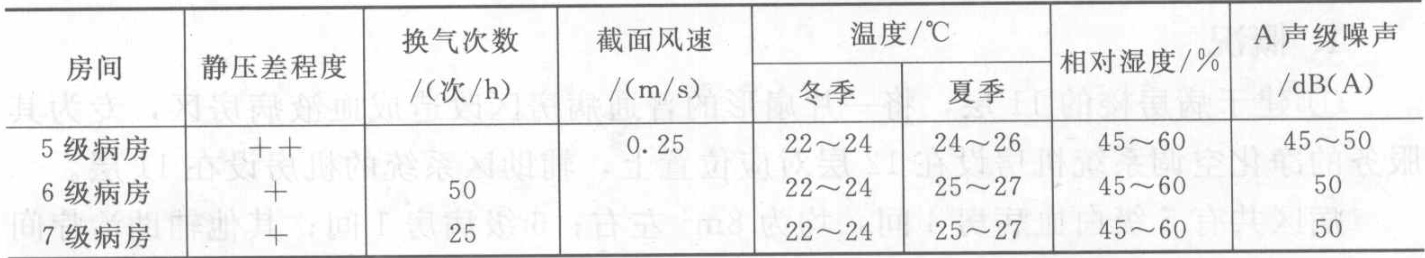 房间 静压差程度 换气次数/(次/h) 截面风速/(m/s) 温度/℃ 相对湿度/% A声级噪声/dB(A)
冬季 夏季
5级病房 ++ 0.25 22～24 24～26 45～60 45～50
6级病房 + 50 22～24 25～27 45～60 50
7级病房 + 25 22～24 25～27 45～60 50